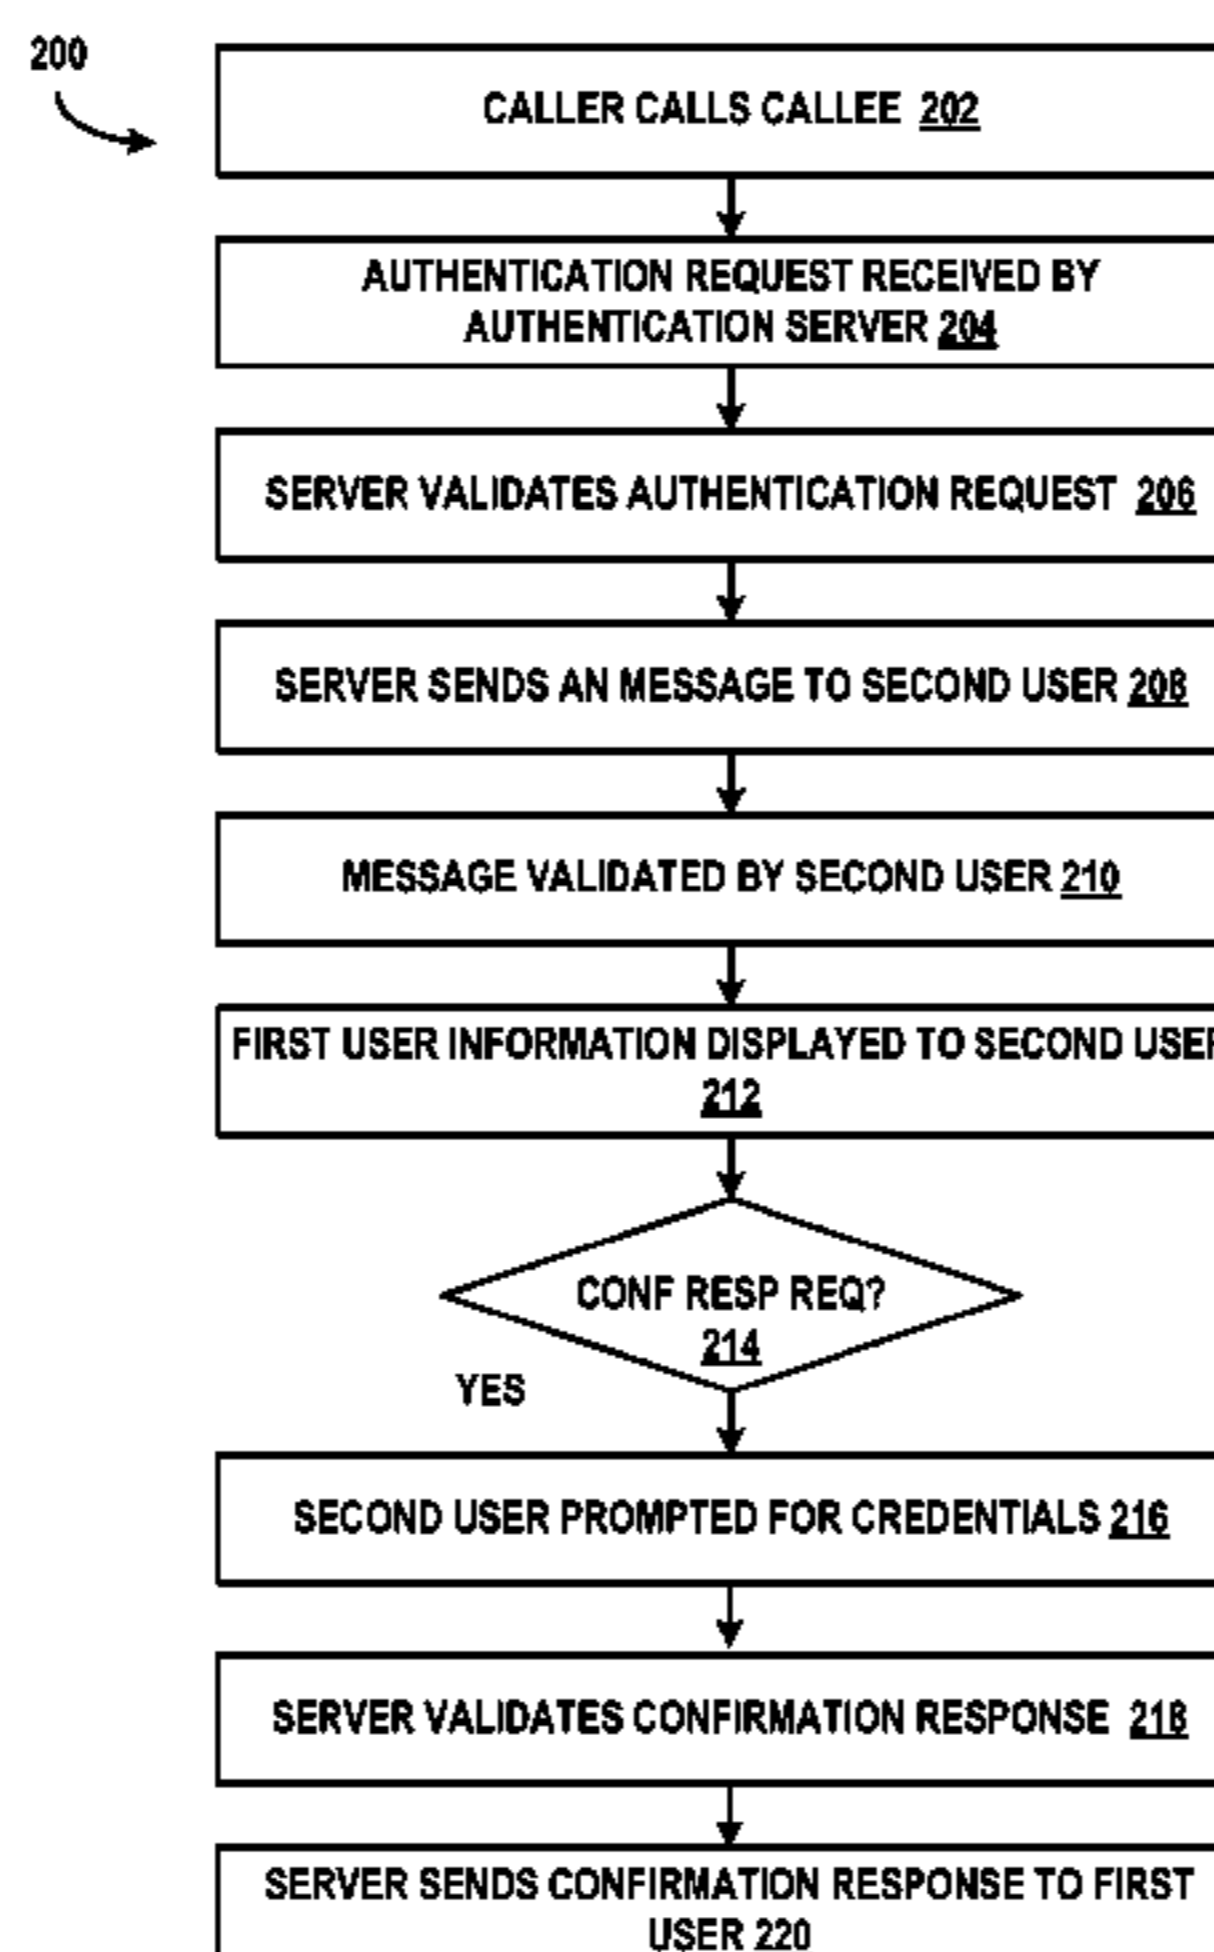 200
CALLER CALLS CALLEE 202
AUTHENTICATION REQUEST RECEIVED BY
AUTHENTICATION SERVER 204
SERVER VALIDATES AUTHENTICATION REQUEST 206
SERVER SENDS AN MESSAGE TO SECOND USER 208
MESSAGE VALIDATED BY SECOND USER 210
FIRST USER INFORMATION DISPLAYED TO SECOND USER
212
CONF RESP REQ?
214
YES
SECOND USER PROMPTED FOR CREDENTIALS 216
SERVER VALIDATES CONFIRMATION RESPONSE 218
SERVER SENDS CONFIRMATION RESPONSE TO FIRST
USER 220